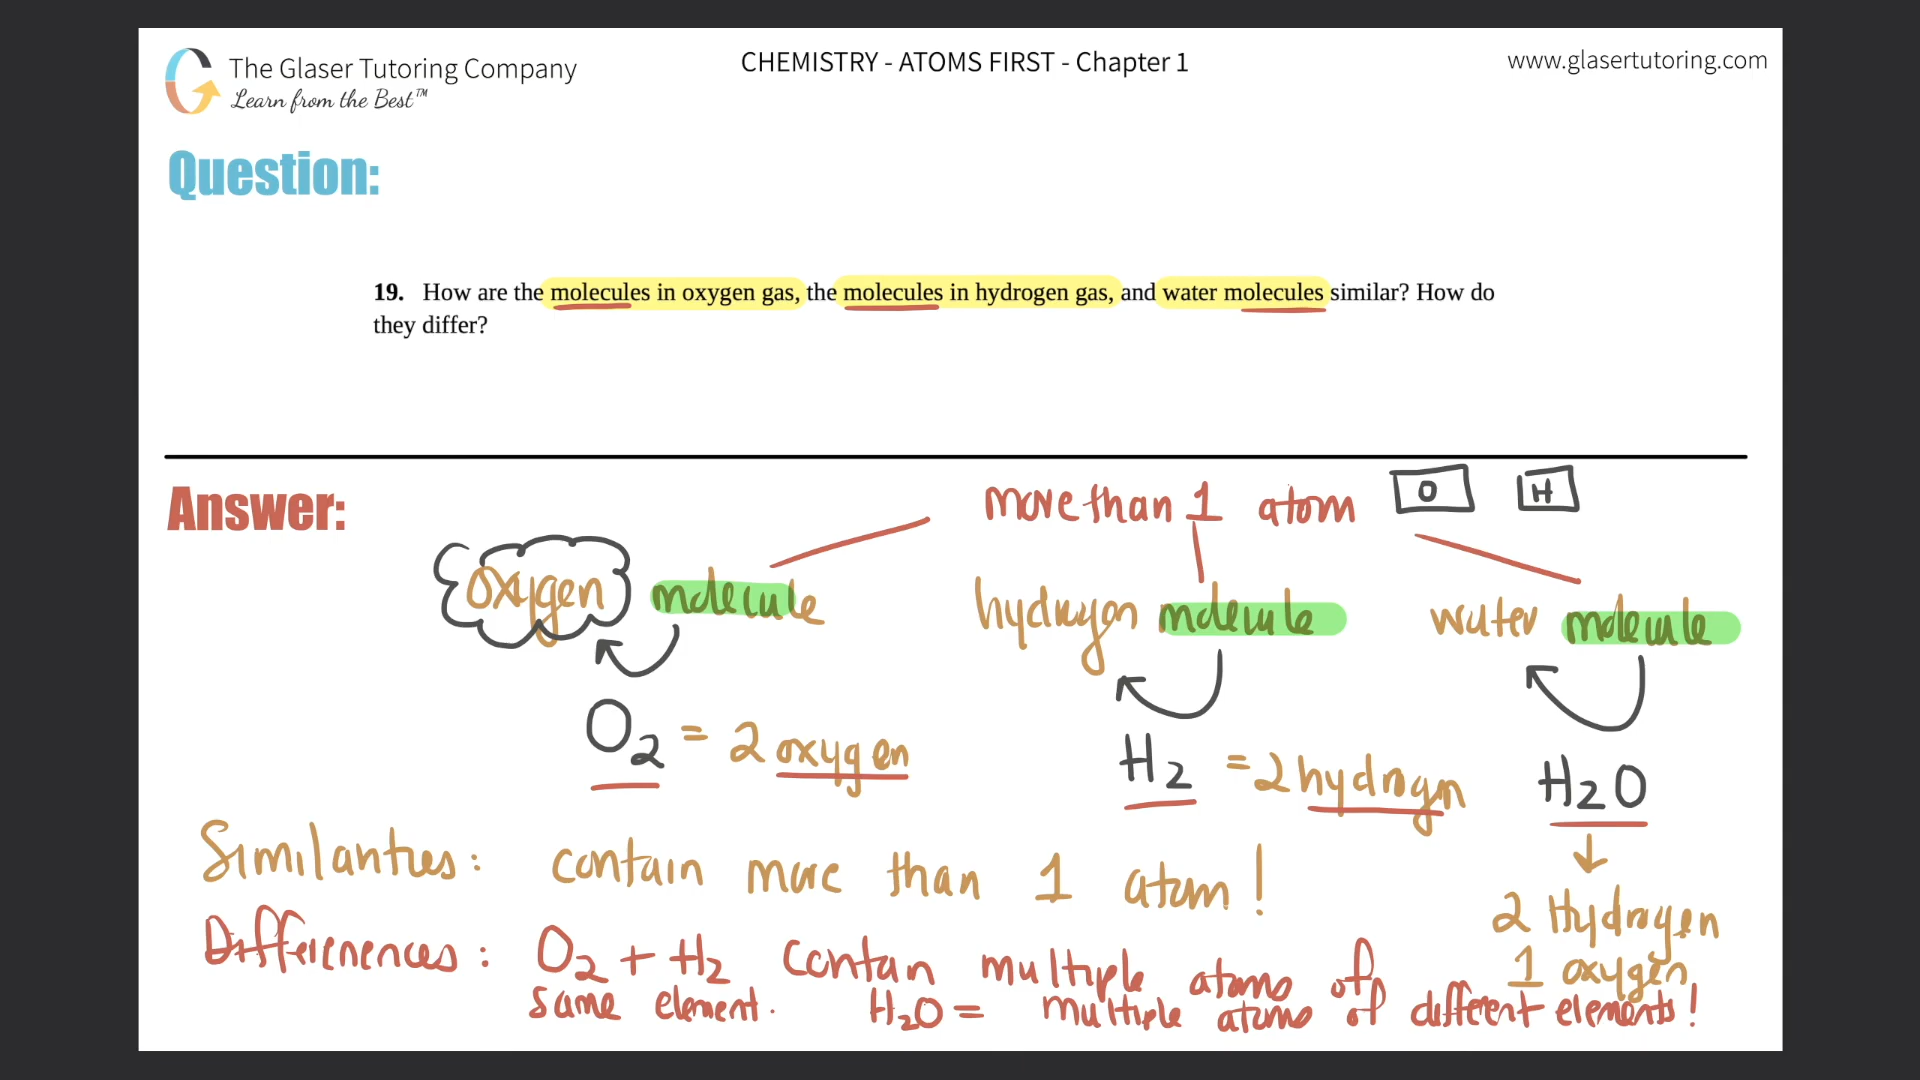 The Glaser Tutoring Company
Learn from the Best™
CHEMISTRY - ATOMS FIRST - Chapter 1
www.glasertutoring.com
Question:
19. How are the molecules in oxygen gas, the molecules in hydrogen gas, and water molecules similar? How do
they differ?
Answer:
more than 1 atom
O
H
oxygen molecule
hydrogen molecule
water molecule
O₂ = 2 oxygen
H₂ = 2 hydrogn
H₂O
2 Hydrogen
1 oxygen
Similarities: contain more than 1 atom!
Differenences: O₂ + H₂ contain multiple atoms of
same element. H₂O = multiple atoms of different elements!